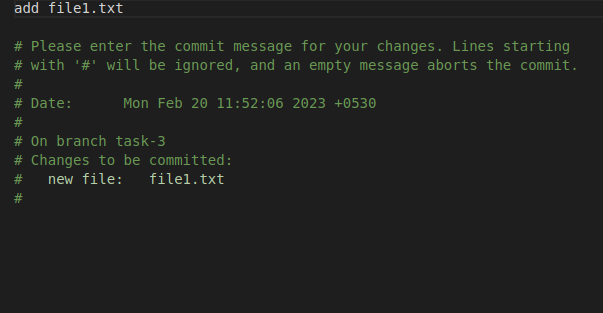 add file1.txt
# Please enter the commit message for your changes. Lines starting
# with '#' will be ignored, and an empty message aborts the commit.
#
# Date:      Mon Feb 20 11:52:06 2023 +0530
#
# On branch task-3
# Changes to be committed:
#   new file:   file1.txt
#